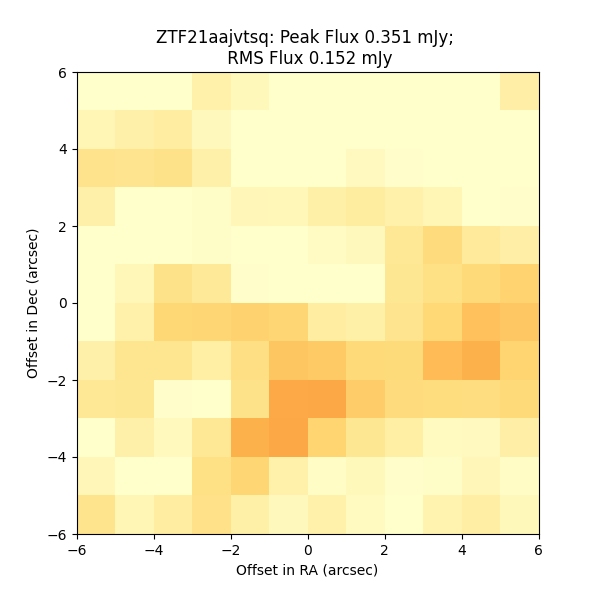 ZTF21aajvtsq: Peak Flux 0.351 mJy;
RMS Flux 0.152 mJy
6
4
2
0
−2
−4
−6
Offset in Dec (arcsec)
−6 −4 −2 0 2 4 6
Offset in RA (arcsec)